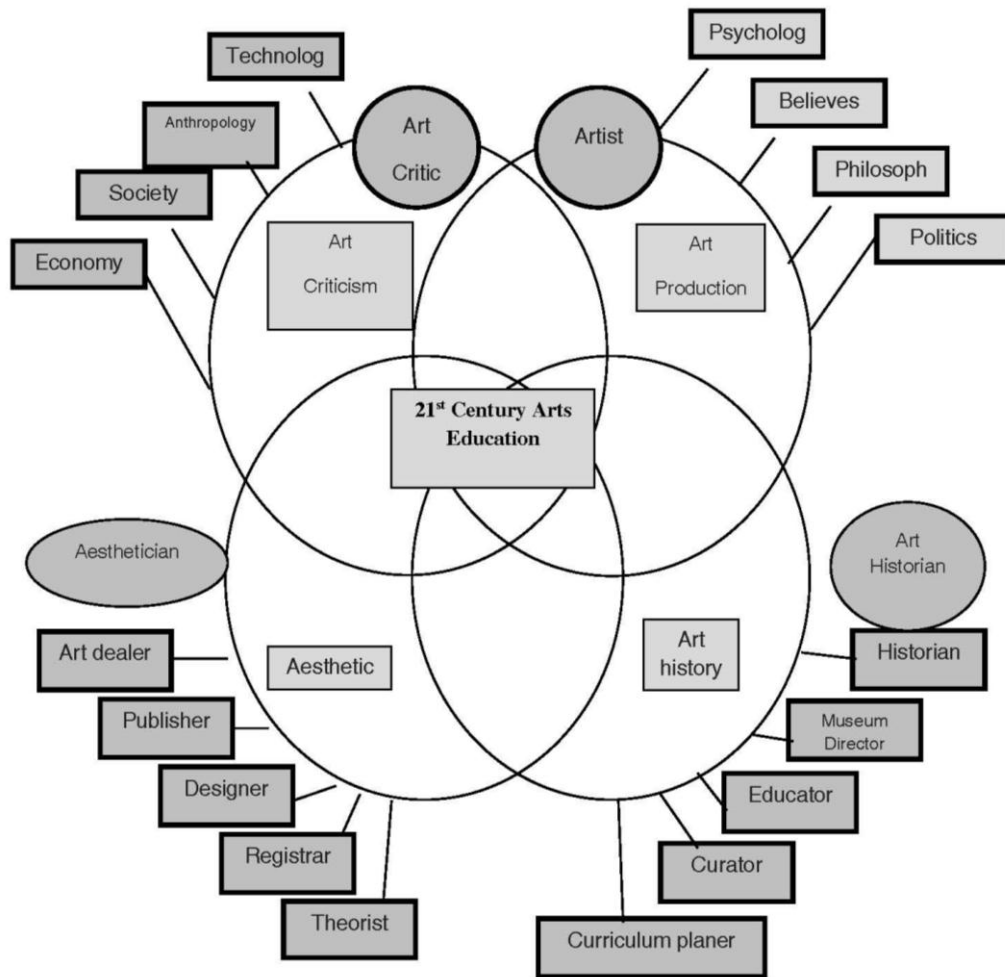 Psycholog
Technolog
Believes
Anthropology
Art
Critic
Artist
Philosoph
Society
Politics
Economy
Art
Criticism
Art
Production
21st Century Arts
Education
Aesthetician
Art
Historian
Art dealer
Aesthetic
Art
history
Historian
Publisher
Museum
Director
Designer
Educator
Registrar
Curator
Theorist
Curriculum planer